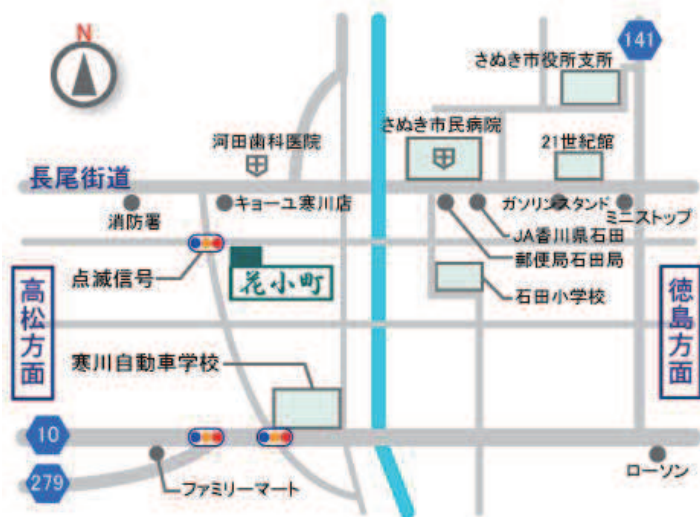 N
141
さぬき市役所支所
さぬき市民病院
河田歯科医院
21世紀館
長尾街道
消防署
キョーユ寒川店
ガソリンスタンド
ミニストップ
JA香川県石田
郵便局石田局
点滅信号
花小町
石田小学校
高松方面
徳島方面
寒川自動車学校
10
279
ファミリーマート
ローソン